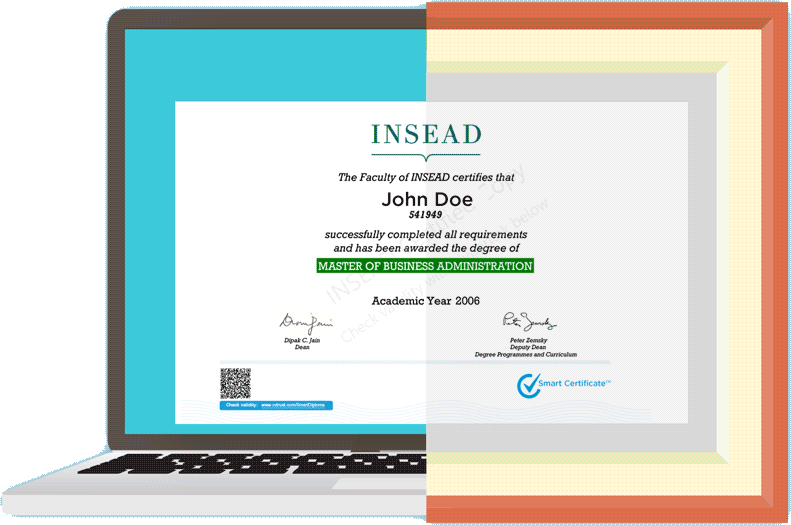 INSEAD
The Faculty of INSEAD certifies that
John Doe
541949
successfully completed all requirements
and has been awarded the degree of
MASTER OF BUSINESS ADMINISTRATION
Academic Year 2006
Dipak C. Jain
Dean
Peter Zemsky
Deputy Dean
Degree Programmes and Curriculum
Check validity: www.cvtrust.com/SmartDiploma
Smart Certificate™